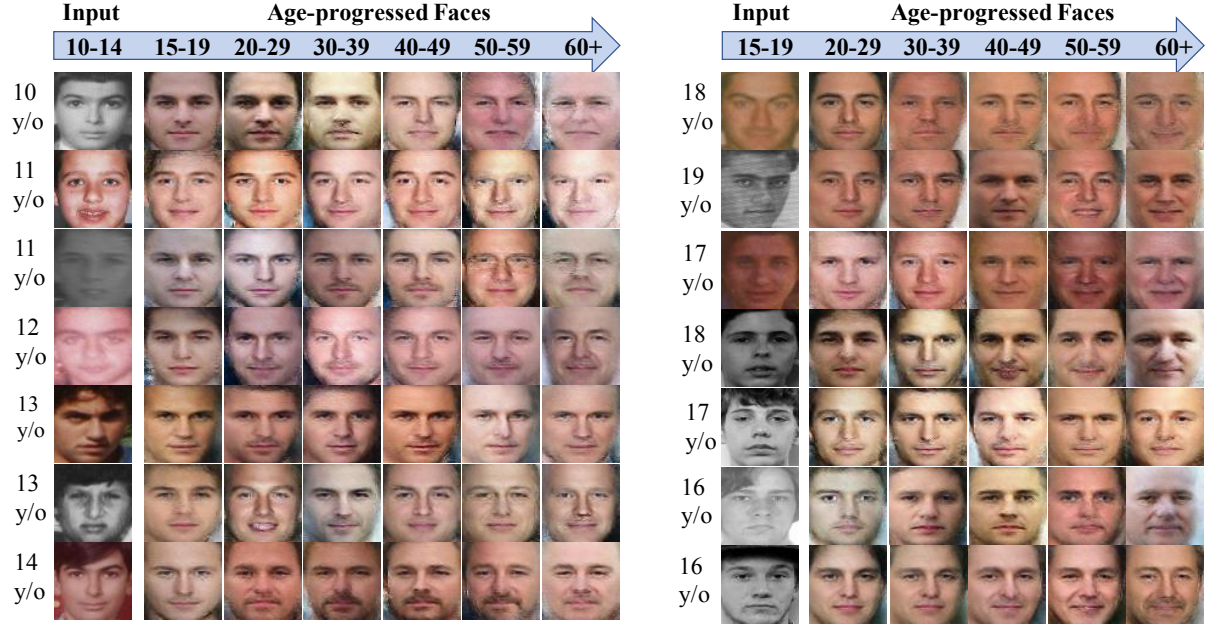 Input Age-progressed Faces
10-14 15-19 20-29 30-39 40-49 50-59 60+
10
y/o
11
y/o
11
y/o
12
y/o
13
y/o
13
y/o
14
y/o
Input Age-progressed Faces
15-19 20-29 30-39 40-49 50-59 60+
18
y/o
19
y/o
17
y/o
18
y/o
17
y/o
16
y/o
16
y/o